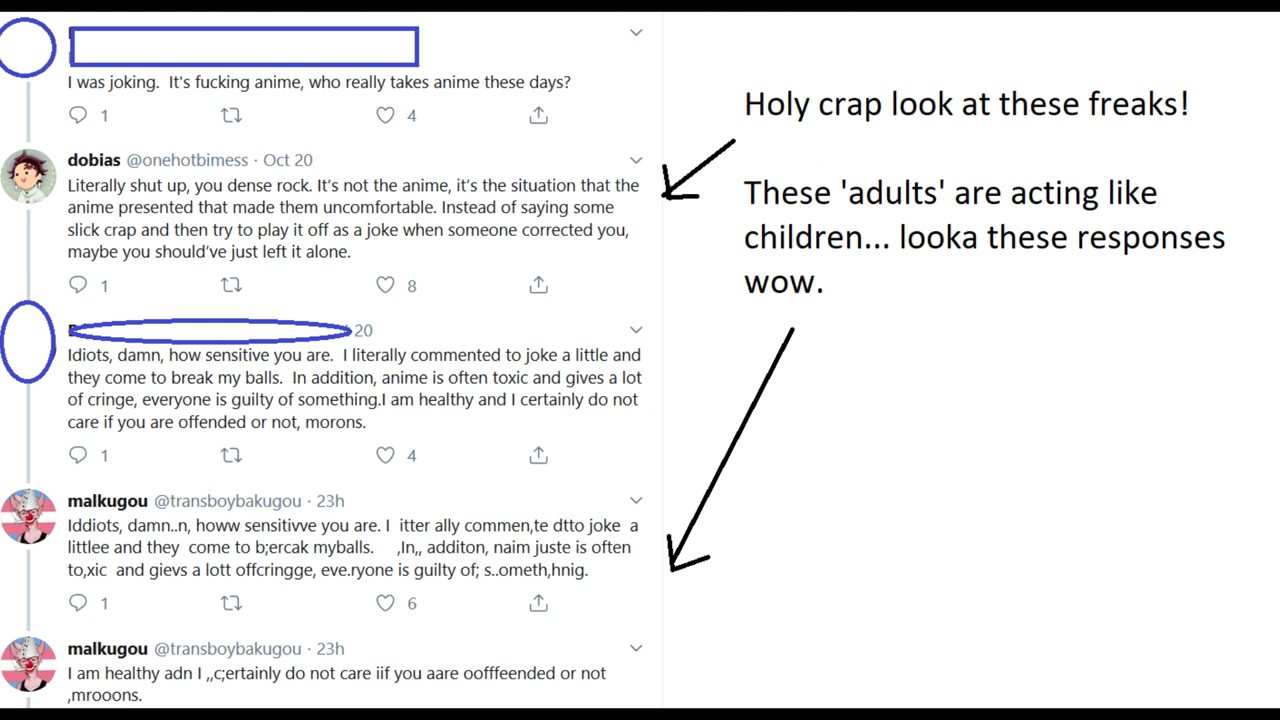 I was joking.  It's fucking anime, who really takes anime these days?
1 4
dobias @onehotbimess · Oct 20
Literally shut up, you dense rock. It's not the anime, it's the situation that the
anime presented that made them uncomfortable. Instead of saying some
slick crap and then try to play it off as a joke when someone corrected you,
maybe you should've just left it alone.
1 8
20
Idiots, damn, how sensitive you are.  I literally commented to joke a little and
they come to break my balls.  In addition, anime is often toxic and gives a lot
of cringe, everyone is guilty of something.I am healthy and I certainly do not
care if you are offended or not, morons.
1 4
malkugou @transboybakugou · 23h
Iddiots, damn..n, howw sensitivve you are. I  itter ally commen,te dtto joke  a
littlee and they  come to b;ercak myballs.    ,In,, additon, naim juste is often
to,xic  and gievs a lott offcringge, eve.ryone is guilty of; s..ometh,hnig.
1 6
malkugou @transboybakugou · 23h
I am healthy adn I ,,c;ertainly do not care iif you aare oofffeended or not
,mrooons.
Holy crap look at these freaks!
These 'adults' are acting like
children... looka these responses
wow.